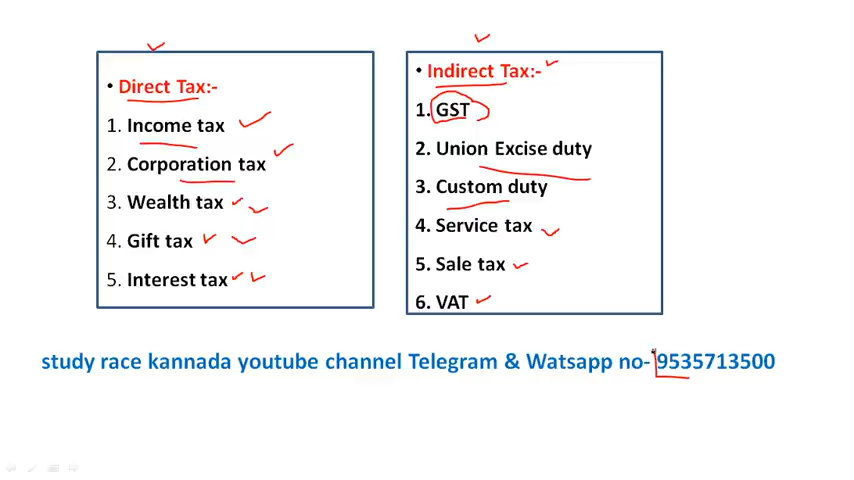 • Direct Tax:-
1. Income tax
2. Corporation tax
3. Wealth tax
4. Gift tax
5. Interest tax
• Indirect Tax:-
1. GST
2. Union Excise duty
3. Custom duty
4. Service tax
5. Sale tax
6. VAT
study race kannada youtube channel Telegram & Watsapp no- 9535713500